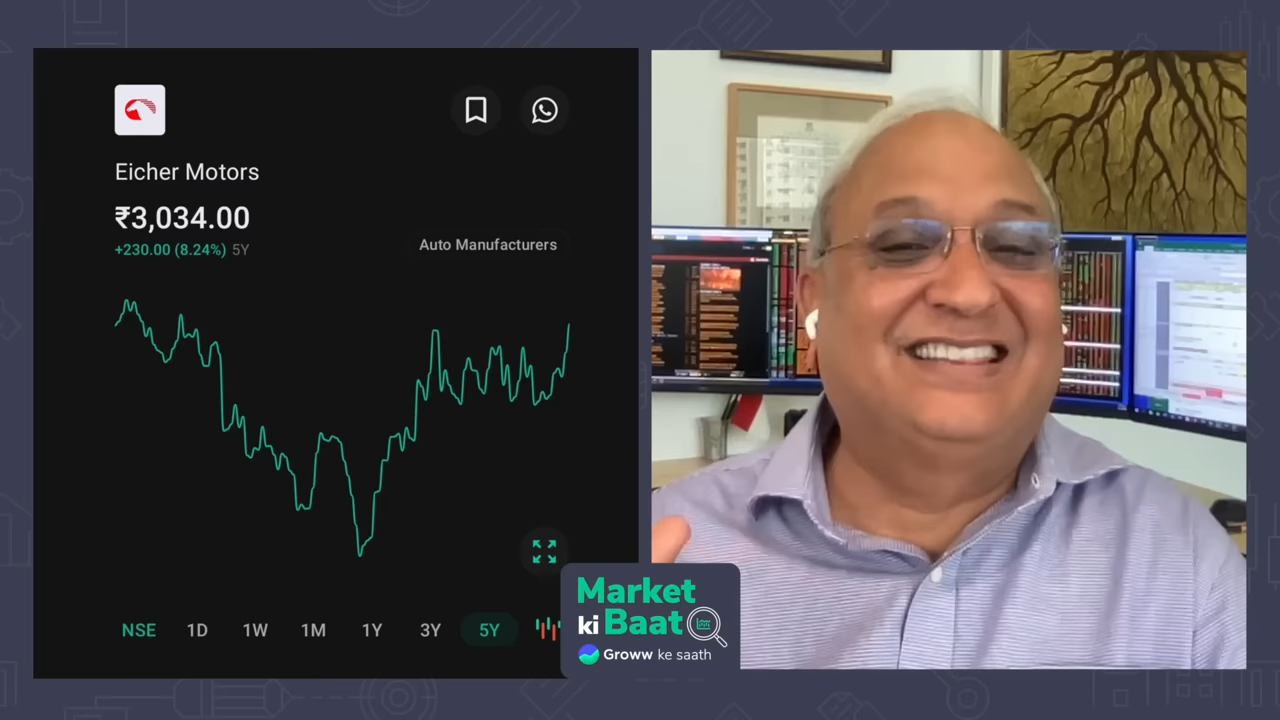 Eicher Motors
₹3,034.00
+230.00 (8.24%) 5Y
Auto Manufacturers
NSE 1D 1W 1M 1Y 3Y 5Y
Market
ki Baat
Groww ke saath